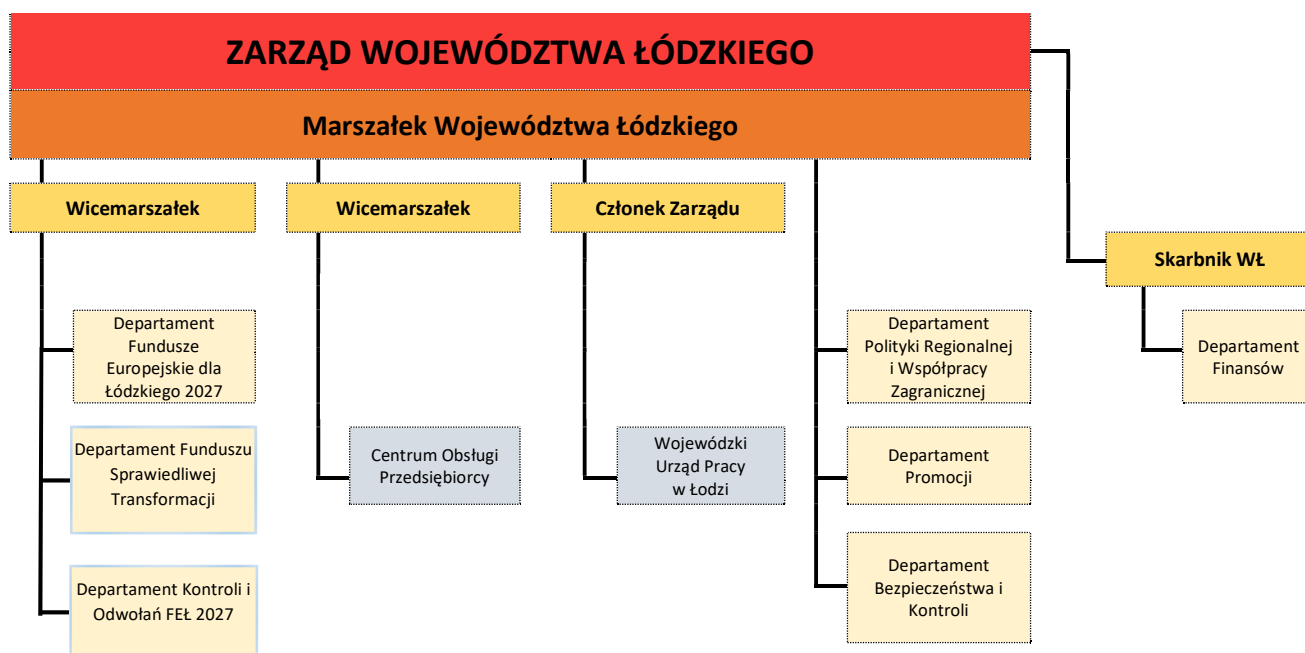 ZARZĄD WOJEWÓDZTWA ŁÓDZKIEGO
Marszałek Województwa Łódzkiego
Wicemarszałek
Wicemarszałek
Członek Zarządu
Skarbnik WŁ
Departament
Fundusze
Europejskie dla
Łódzkiego 2027
Departament
Polityki Regionalnej
i Współpracy
Zagranicznej
Departament
Finansów
Departament Funduszu
Sprawiedliwej
Transformacji
Centrum Obsługi
Przedsiębiorcy
Wojewódzki
Urząd Pracy
w Łodzi
Departament
Promocji
Departament Kontroli i
Odwołań FEŁ 2027
Departament
Bezpieczeństwa i
Kontroli